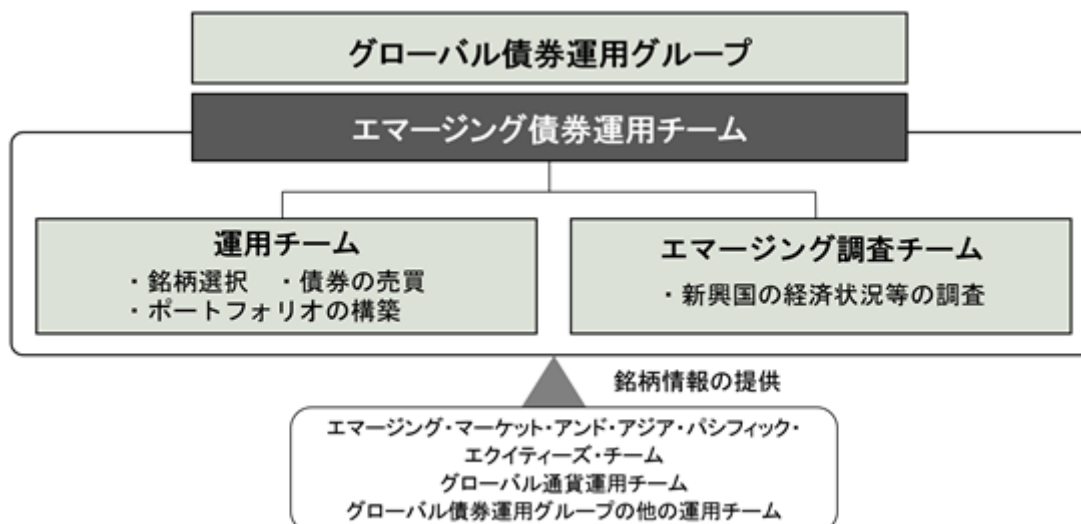 グローバル債券運用グループ
エマージング債券運用チーム
運用チーム
・銘柄選択　・債券の売買
・ポートフォリオの構築
エマージング調査チーム
・新興国の経済状況等の調査
銘柄情報の提供
エマージング・マーケット・アンド・アジア・パシフィック・
エクイティーズ・チーム
グローバル通貨運用チーム
グローバル債券運用グループの他の運用チーム